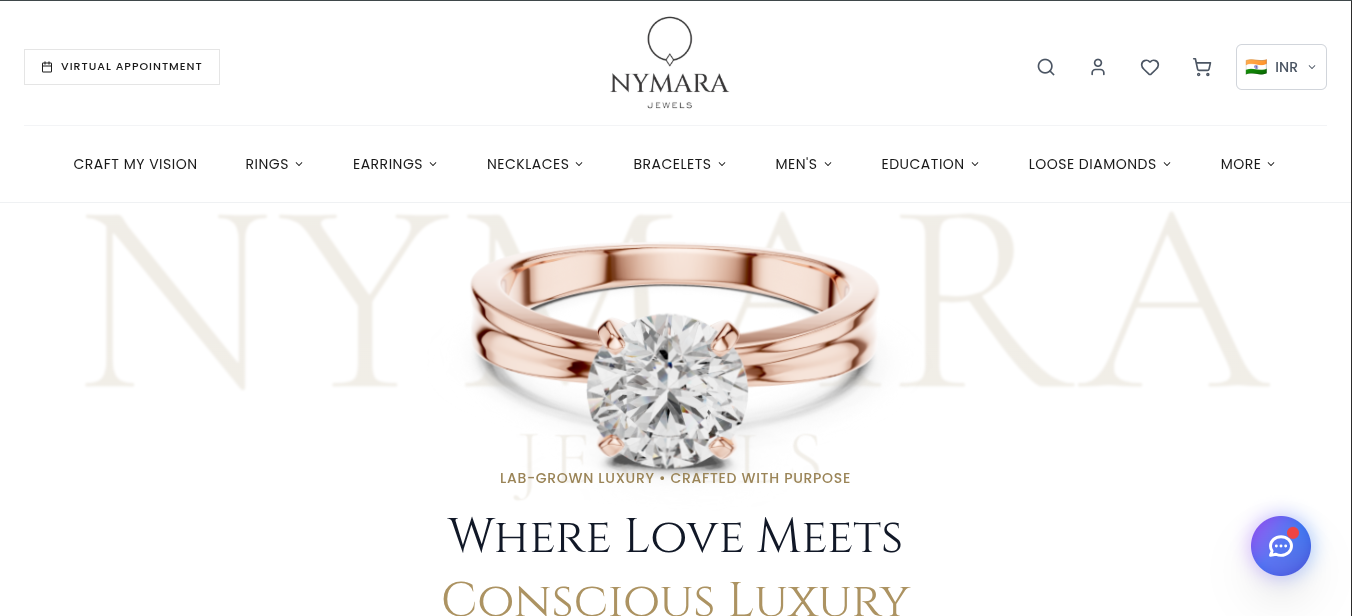 VIRTUAL APPOINTMENT
NYMARA
JEWELS
INR
CRAFT MY VISION RINGS EARRINGS NECKLACES BRACELETS MEN'S EDUCATION LOOSE DIAMONDS MORE
NYMARA
JEWELS
LAB-GROWN LUXURY • CRAFTED WITH PURPOSE
WHERE LOVE MEETS
CONSCIOUS LUXURY